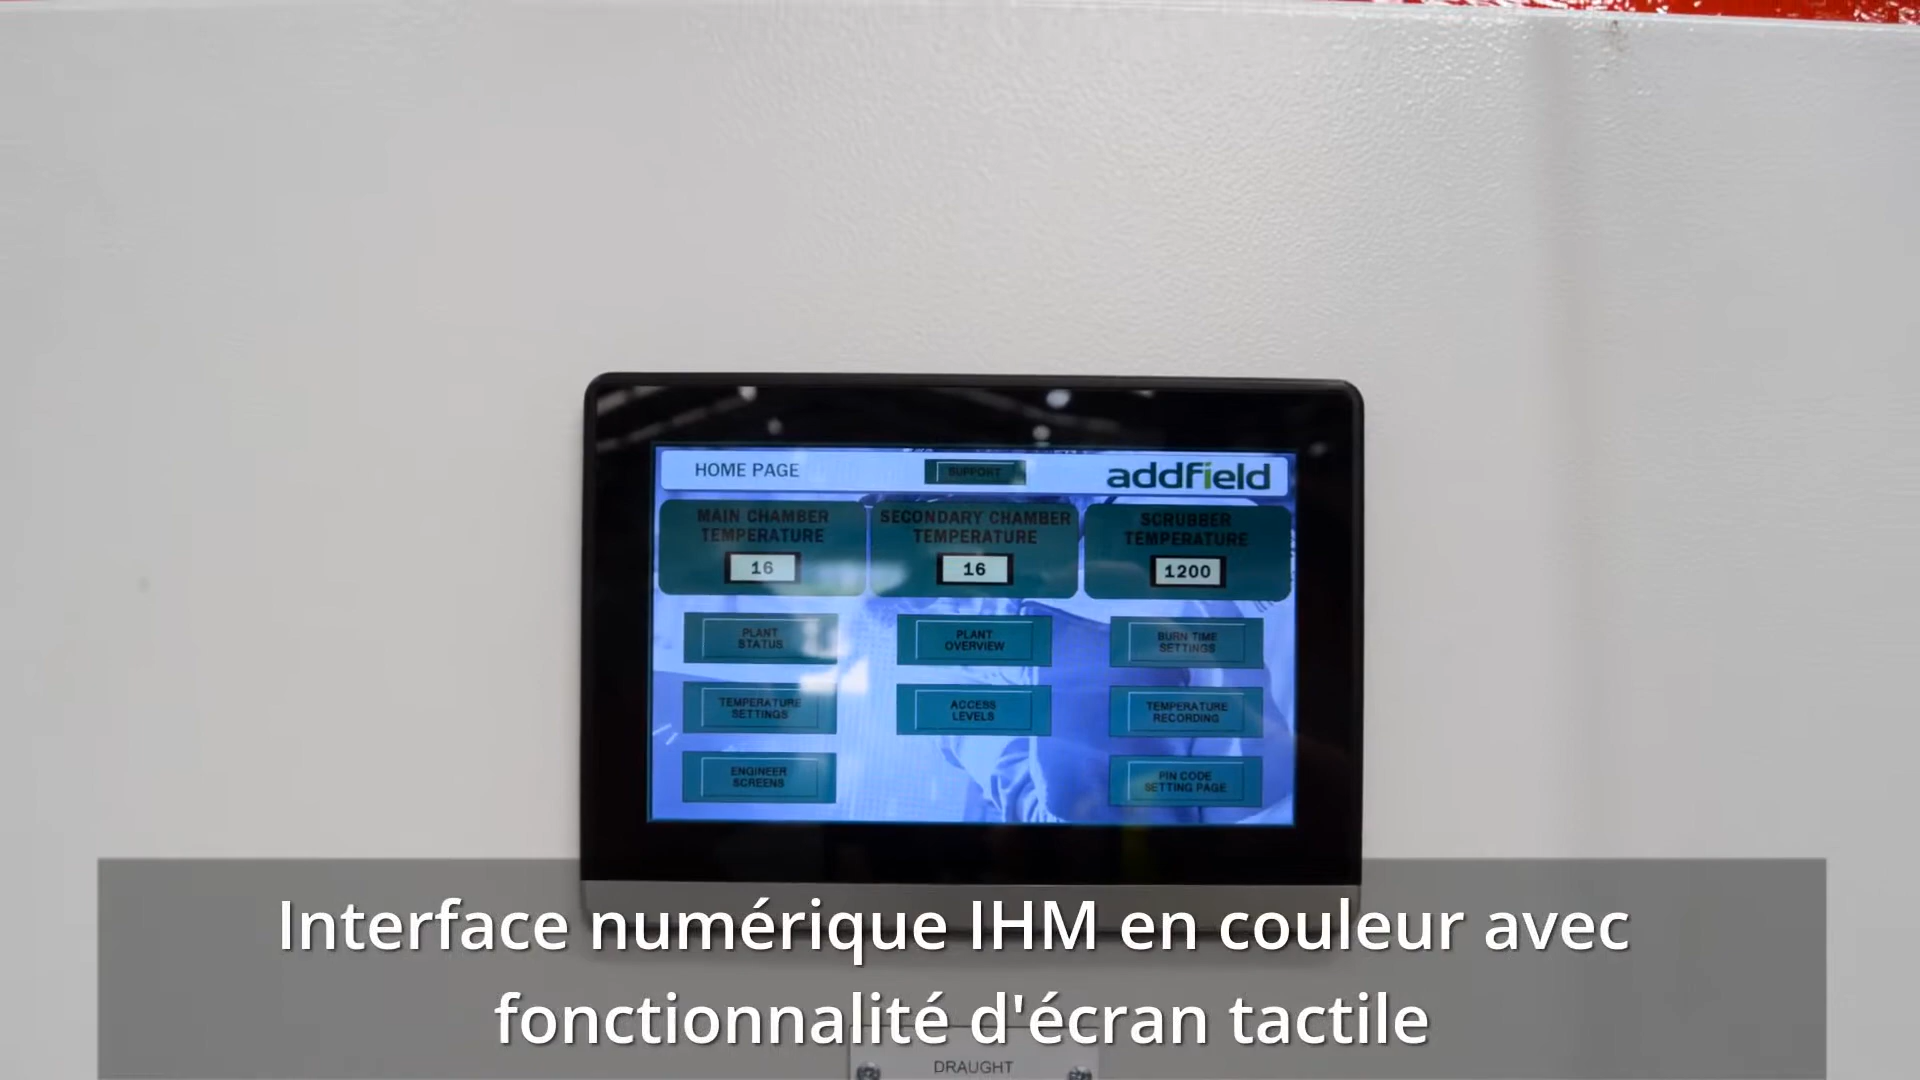 HOME PAGE
SUPPORT
addfield
MAIN CHAMBER
TEMPERATURE
16
SECONDARY CHAMBER
TEMPERATURE
16
SCRUBBER
TEMPERATURE
1200
PLANT
STATUS
PLANT
OVERVIEW
BURN TIME
SETTINGS
TEMPERATURE
SETTINGS
ACCESS
LEVELS
TEMPERATURE
RECORDING
ENGINEER
SCREENS
PIN CODE
SETTING PAGE
Interface numérique IHM en couleur avec
fonctionnalité d'écran tactile
DRAUGHT